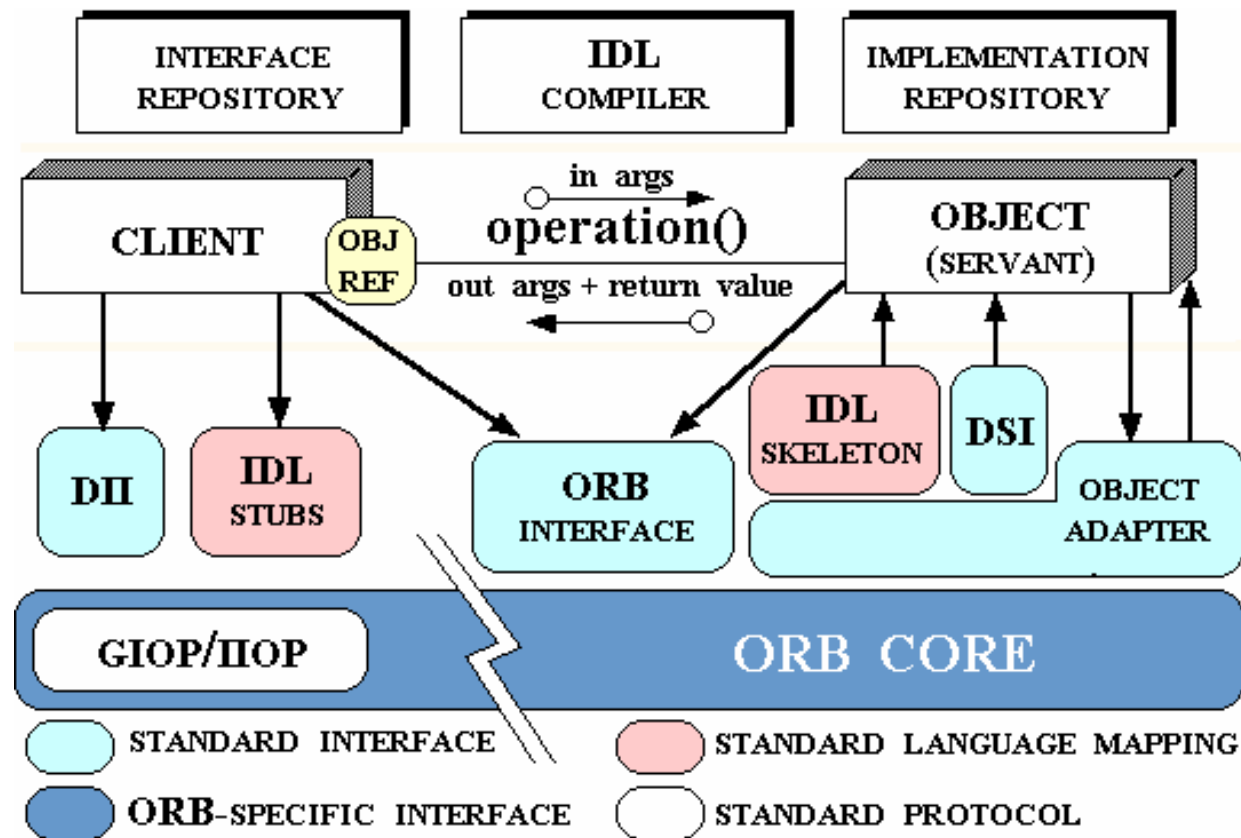 INTERFACE
REPOSITORY
IDL
COMPILER
IMPLEMENTATION
REPOSITORY
CLIENT
OBJ
REF
in args
operation()
out args + return value
OBJECT
(SERVANT)
DII
IDL
STUBS
ORB
INTERFACE
IDL
SKELETON
DSI
OBJECT
ADAPTER
GIOP/IIOP
ORB CORE
STANDARD INTERFACE
STANDARD LANGUAGE MAPPING
ORB-SPECIFIC INTERFACE
STANDARD PROTOCOL